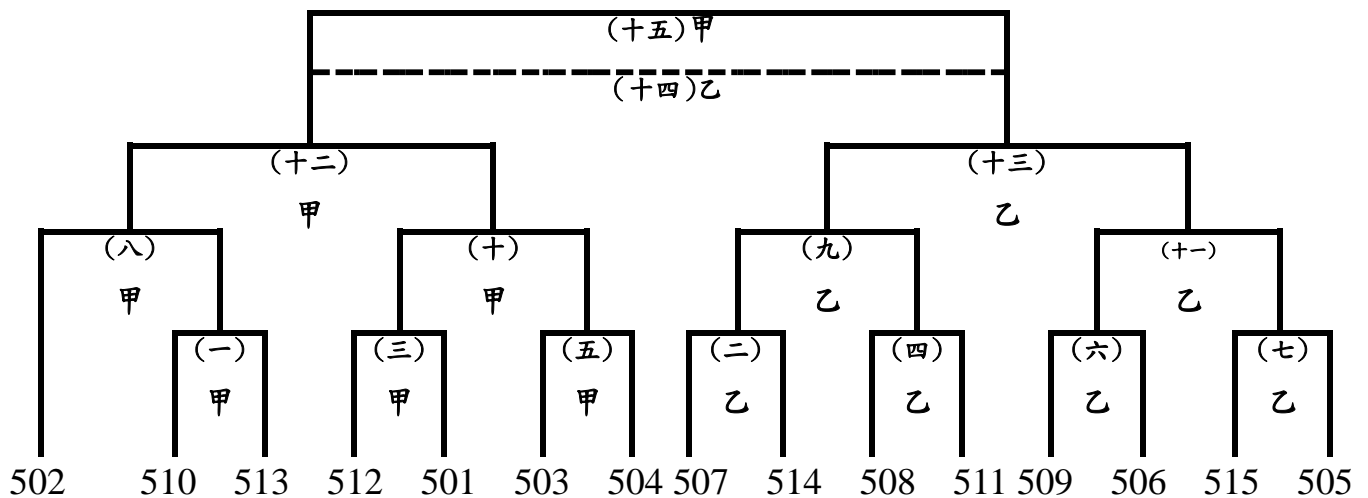 (十五)甲
(十四)乙
(十二) (十三)
甲 乙
(八) (十) (九) (十一)
甲 甲 乙 乙
(一) (三) (五) (二) (四) (六) (七)
甲 甲 甲 乙 乙 乙 乙
502 510 513 512 501 503 504 507 514 508 511 509 506 515 505